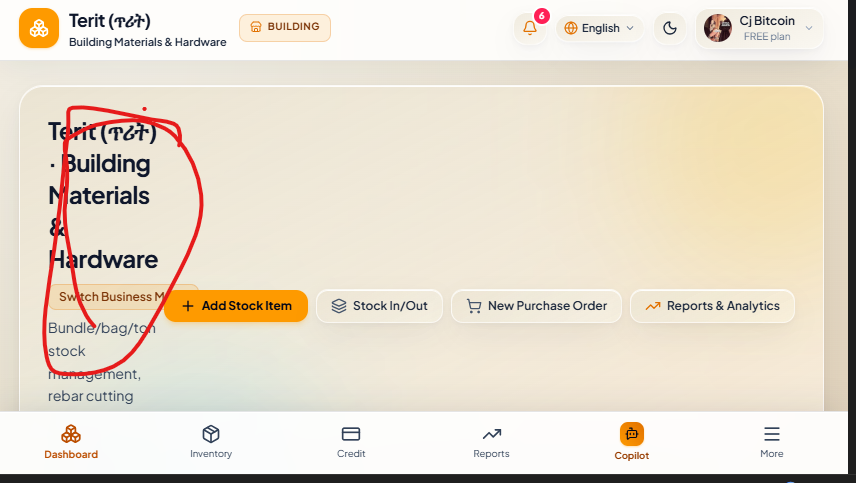 Terit (ጥሪት)
Building Materials & Hardware
BUILDING
6
English
Cj Bitcoin
FREE plan
Terit (ጥሪት)
· Building
Materials
&
Hardware
Switch Business M
Add Stock Item
Stock In/Out
New Purchase Order
Reports & Analytics
Bundle/bag/ton
stock
management,
rebar cutting
Dashboard
Inventory
Credit
Reports
Copilot
More